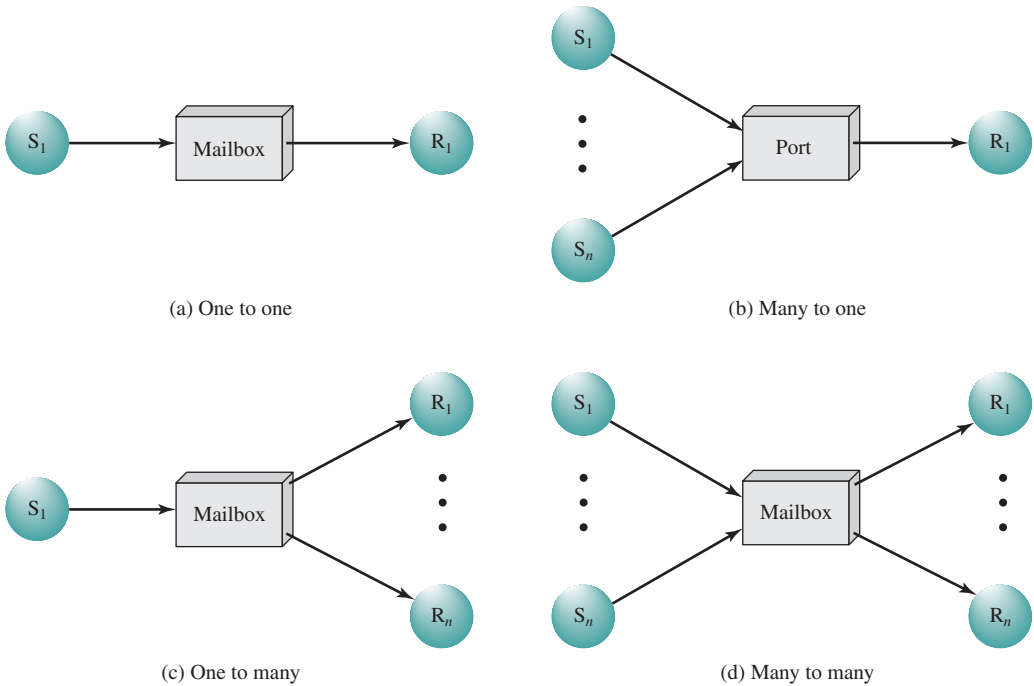 S₁
Mailbox
R₁
(a) One to one
S₁
Sₙ
Port
R₁
(b) Many to one
S₁
Mailbox
R₁
Rₙ
(c) One to many
S₁
Sₙ
Mailbox
R₁
Rₙ
(d) Many to many